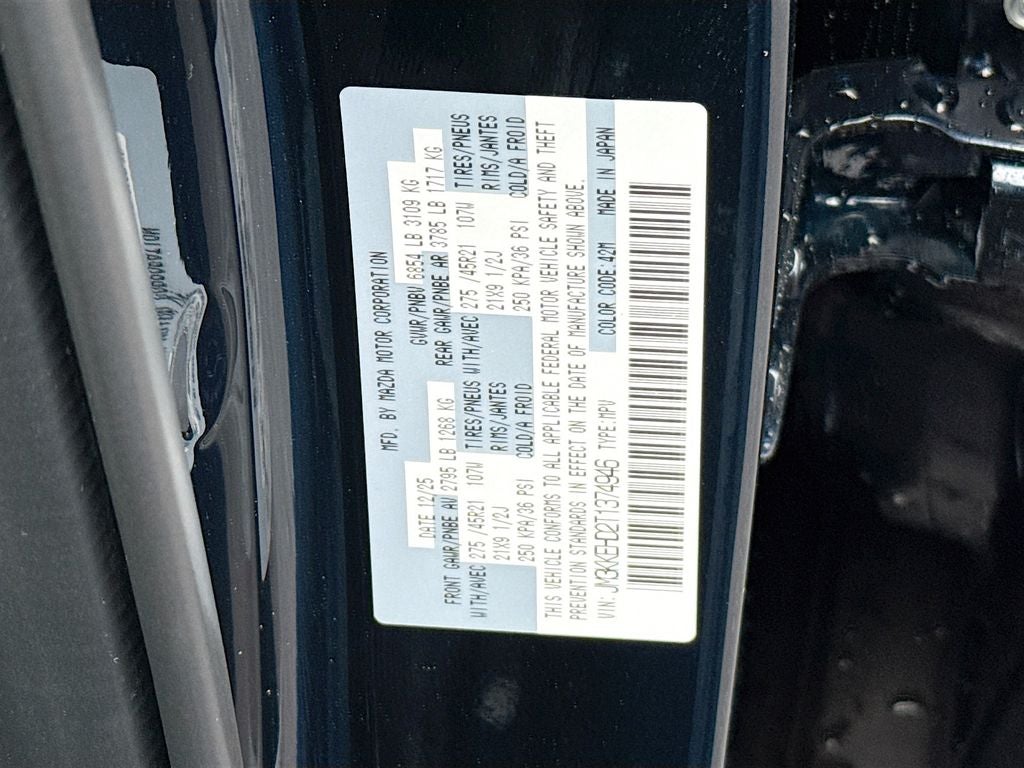 MFD. BY MAZDA MOTOR CORPORATION
DATE 12/25 GVWR/PNBV 6854 LB 3109 KG
FRONT GAWR/PNBE AV 2795 LB 1268 KG REAR GAWR/PNBE AR 3785 LB 1717 KG
WITH/AVEC 275 /45R21 107W TIRES/PNEUS WITH/AVEC 275 /45R21 107W TIRES/PNEUS
21X9 1/2J RIMS/JANTES 21X9 1/2J RIMS/JANTES
250 KPA/36 PSI COLD/A FROID 250 KPA/36 PSI COLD/A FROID
THIS VEHICLE CONFORMS TO ALL APPLICABLE FEDERAL MOTOR VEHICLE SAFETY AND THEFT
PREVENTION STANDARDS IN EFFECT ON THE DATE OF MANUFACTURE SHOWN ABOVE.
VIN: JM3KKEHD2T1374946 TYPE:MPV COLOR CODE:42M MADE IN JAPAN